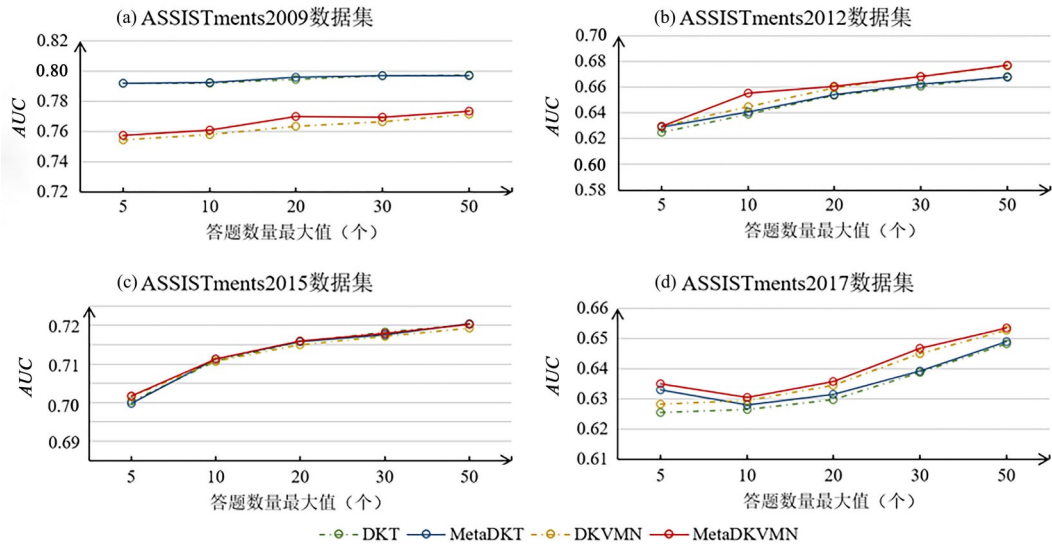 (a) ASSISTments2009数据集
0.82
0.80
0.78
0.76
0.74
0.72
AUC
5 10 20 30 50
答题数量最大值（个）
(b) ASSISTments2012数据集
0.70
0.68
0.66
0.64
0.62
0.60
0.58
AUC
5 10 20 30 50
答题数量最大值（个）
(c) ASSISTments2015数据集
0.72
0.71
0.70
0.69
AUC
5 10 20 30 50
答题数量最大值（个）
(d) ASSISTments2017数据集
0.66
0.65
0.64
0.63
0.62
0.61
AUC
5 10 20 30 50
答题数量最大值（个）
DKT MetaDKT DKVMN MetaDKVMN